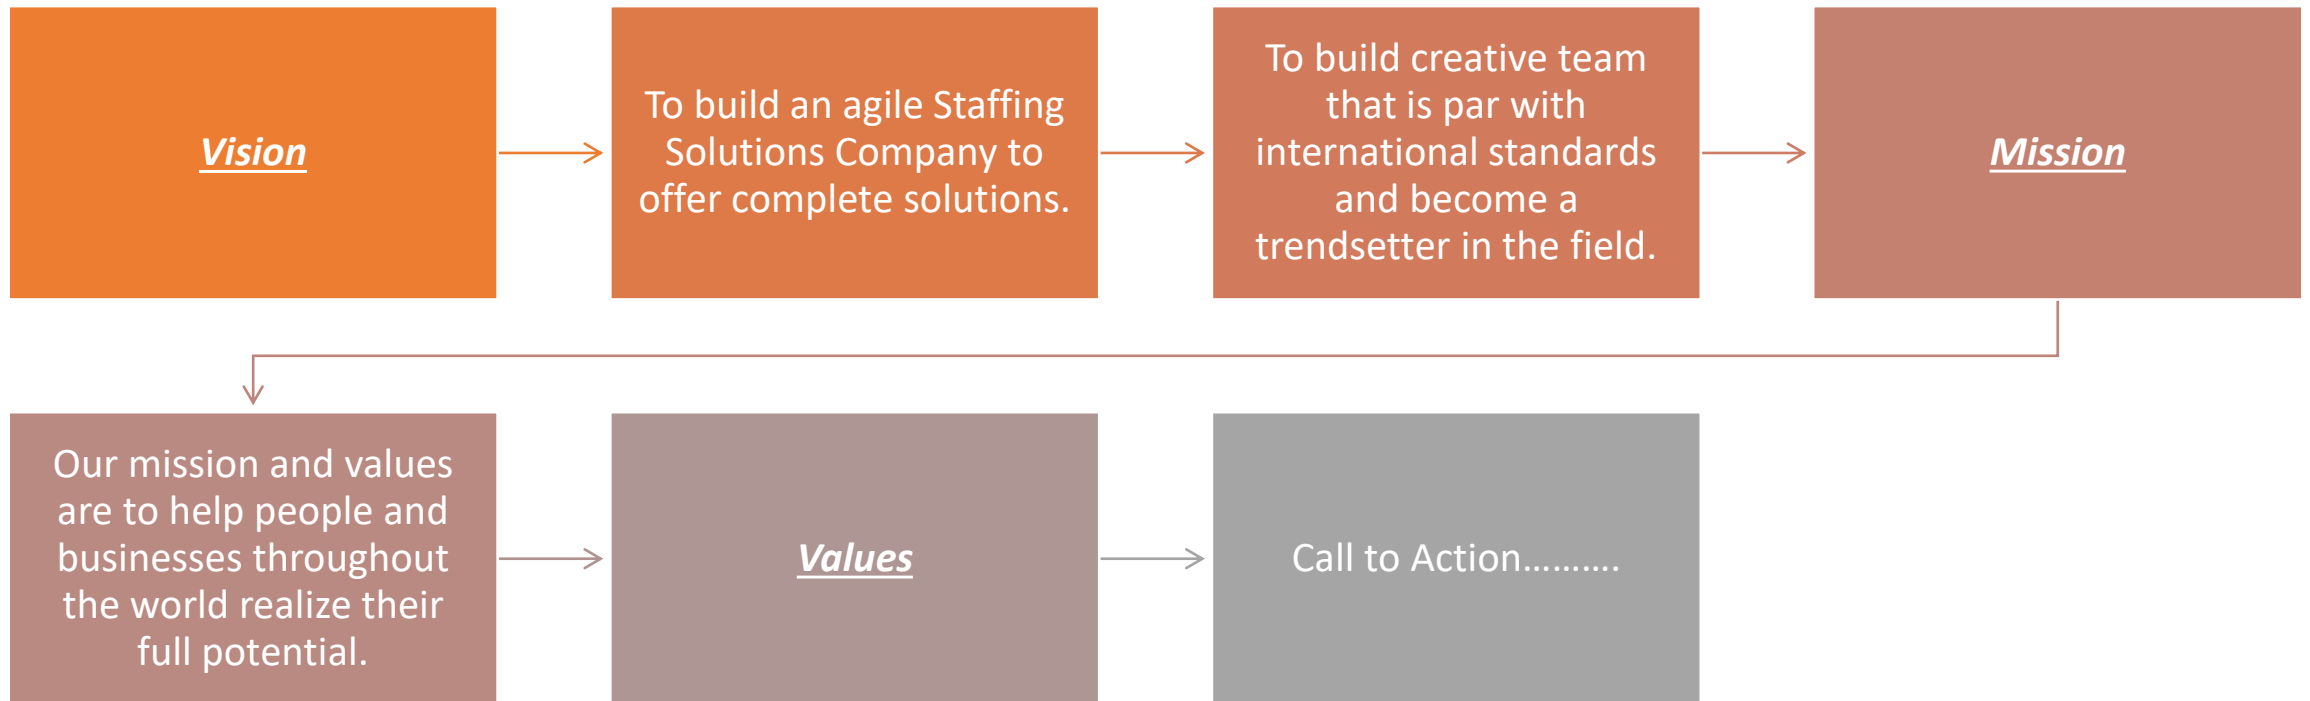 Vision
To build an agile Staffing
Solutions Company to
offer complete solutions.
To build creative team
that is par with
international standards
and become a
trendsetter in the field.
Mission
Our mission and values
are to help people and
businesses throughout
the world realize their
full potential.
Values
Call to Action……….